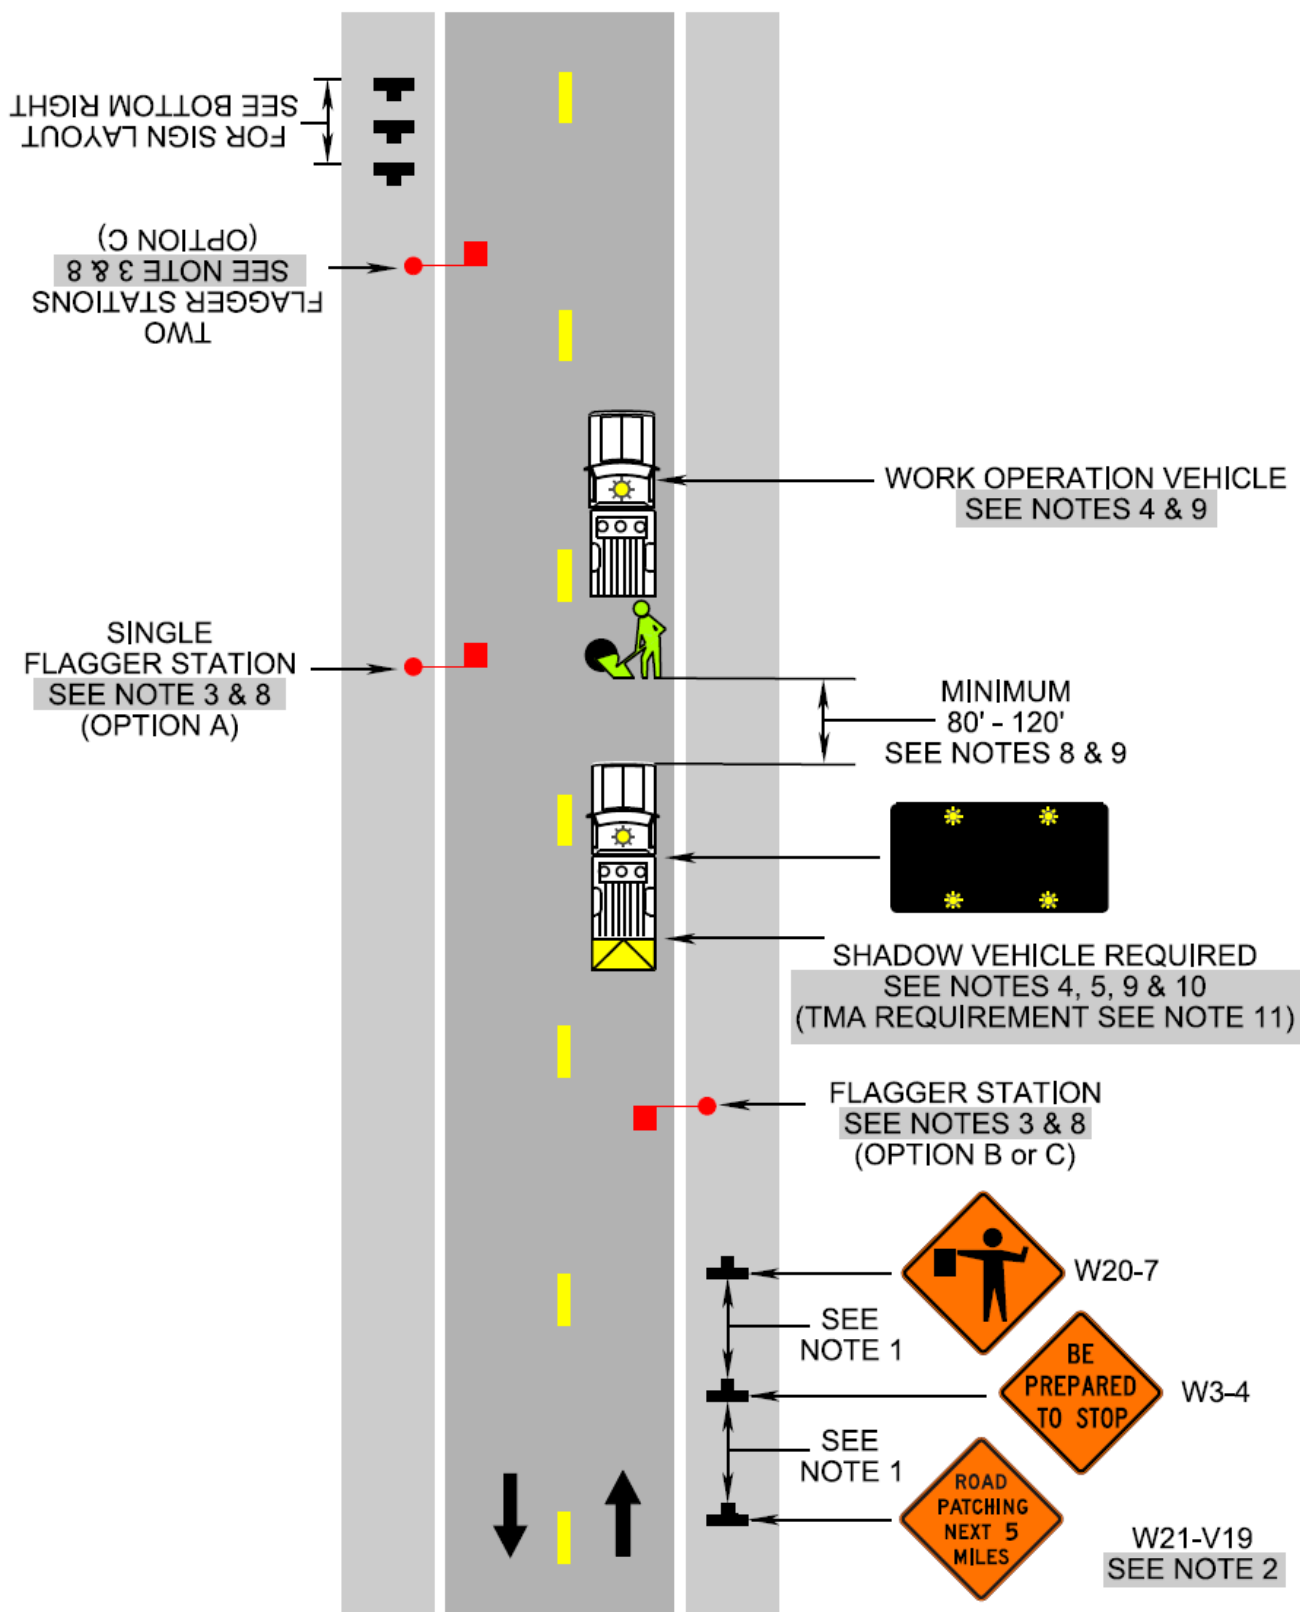 FOR SIGN LAYOUT
SEE BOTTOM RIGHT
TWO
FLAGGER STATIONS
SEE NOTE 3 & 8
(OPTION C)
WORK OPERATION VEHICLE
SEE NOTES 4 & 9
SINGLE
FLAGGER STATION
SEE NOTE 3 & 8
(OPTION A)
MINIMUM
80' - 120'
SEE NOTES 8 & 9
SHADOW VEHICLE REQUIRED
SEE NOTES 4, 5, 9 & 10
(TMA REQUIREMENT SEE NOTE 11)
FLAGGER STATION
SEE NOTES 3 & 8
(OPTION B or C)
W20-7
SEE
NOTE 1
BE
PREPARED
TO STOP
W3-4
SEE
NOTE 1
ROAD
PATCHING
NEXT 5
MILES
W21-V19
SEE NOTE 2